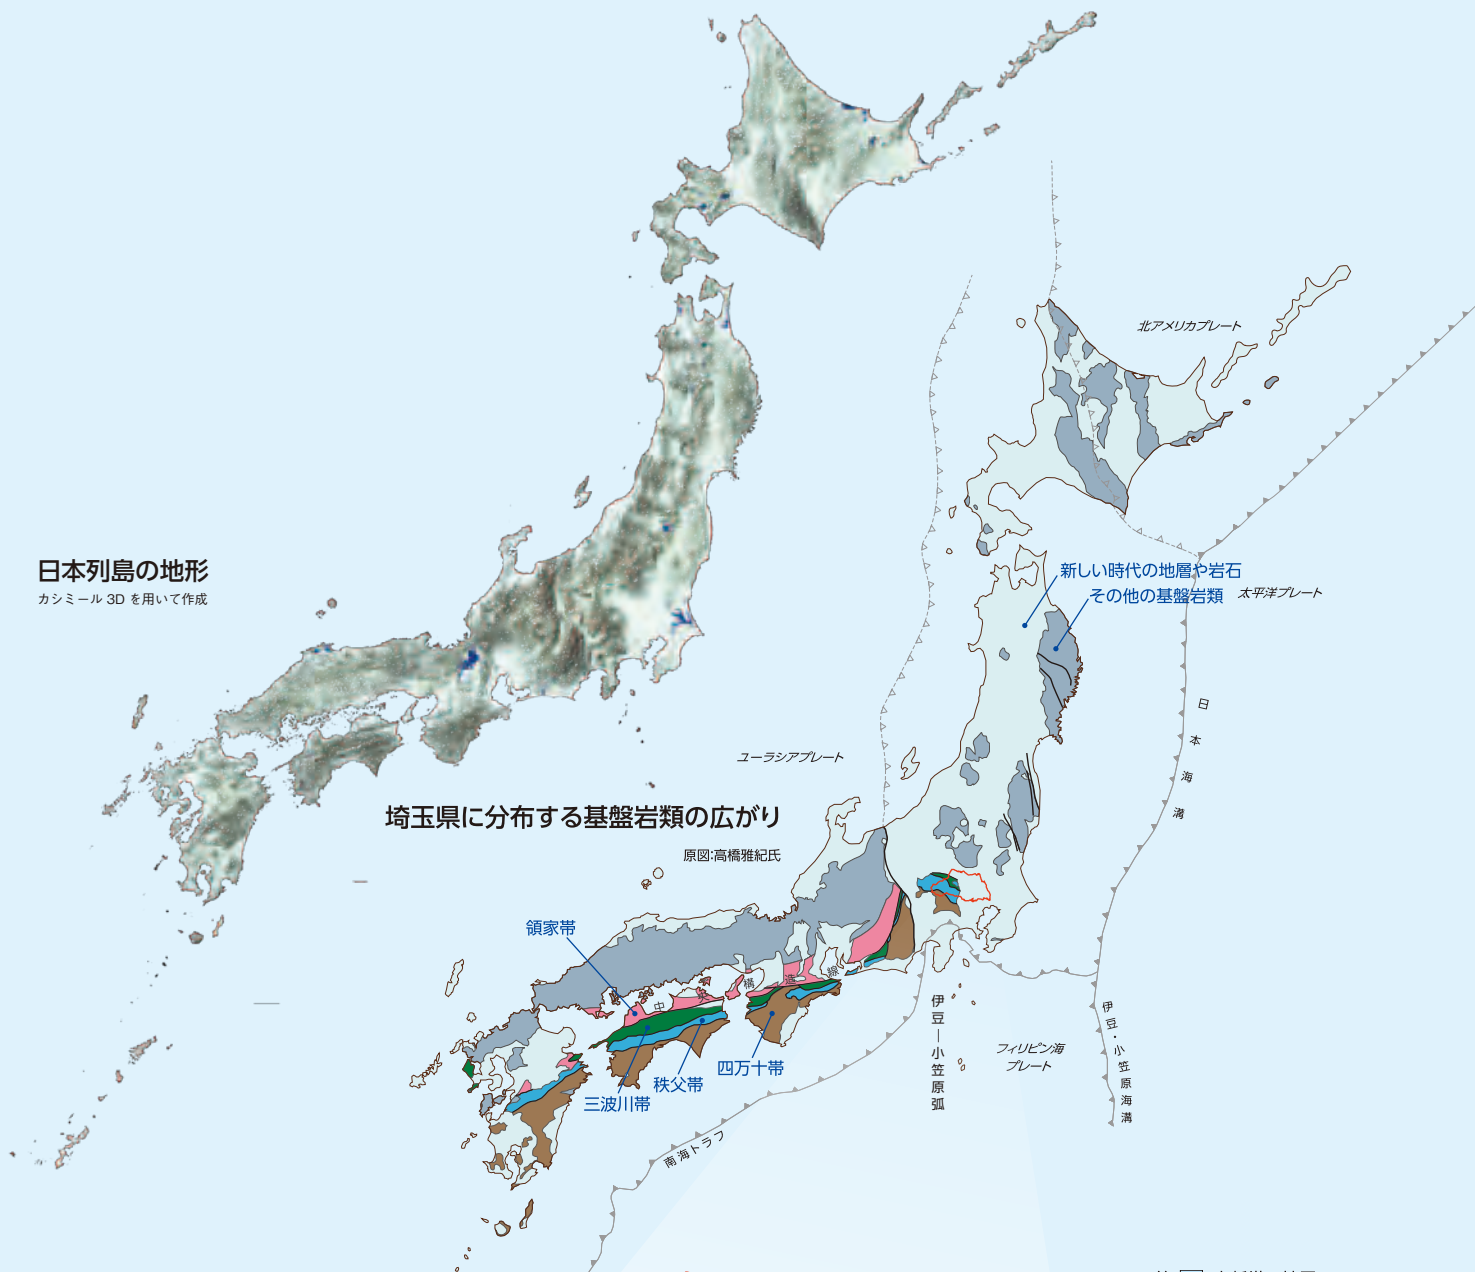 日本列島の地形
カシミール 3D を用いて作成
北アメリカプレート
新しい時代の地層や岩石
その他の基盤岩類
太平洋プレート
日本海溝
ユーラシアプレート
埼玉県に分布する基盤岩類の広がり
原図:高橋雅紀氏
領家帯
中央構造線
四万十帯
秩父帯
三波川帯
伊豆―小笠原弧
フィリピン海
プレート
伊豆・小笠原海溝
南海トラフ